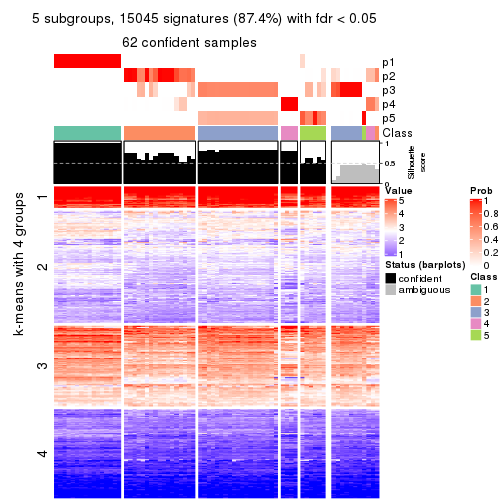 5 subgroups, 15045 signatures (87.4%) with fdr < 0.05
62 confident samples
p1
p2
p3
p4
p5
Class
1
0.5
0
Silhouette
score
k-means with 4 groups
1
2
3
4
Value
5
4
3
2
1
Status (barplots)
confident
ambiguous
Prob
1
0.8
0.6
0.4
0.2
0
Class
1
2
3
4
5